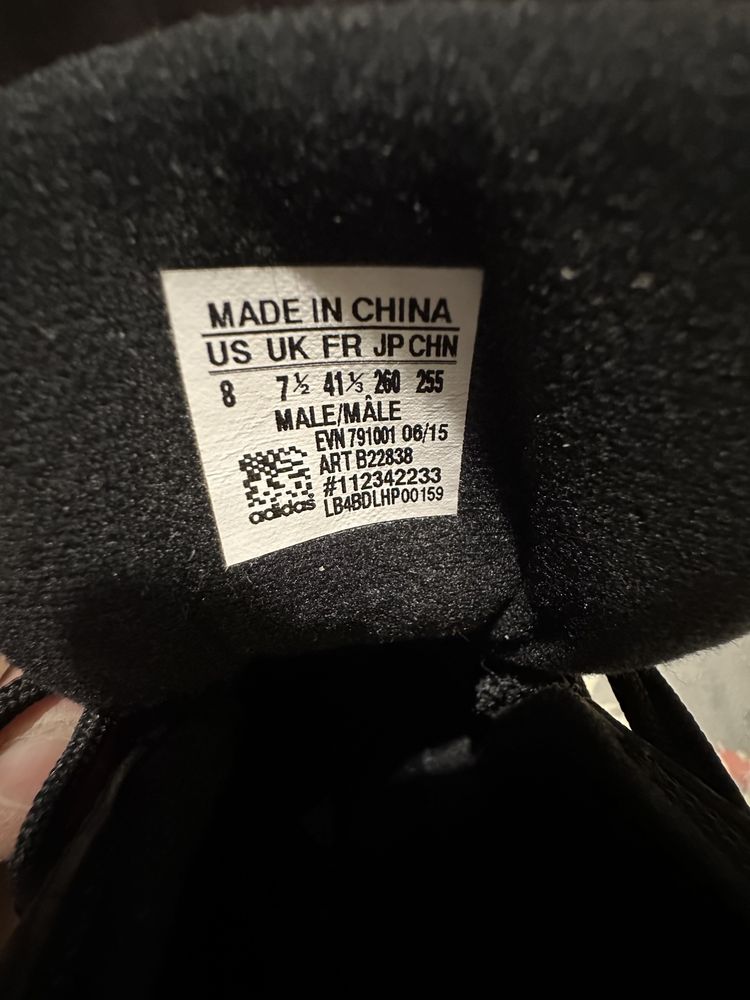 MADE IN CHINA
US UK FR JP CHN
8 7½ 41⅓ 260 255
MALE/MÂLE
EVN 791001 06/15
ART B22838
#112342233
LB4BDLHP00159
adidas